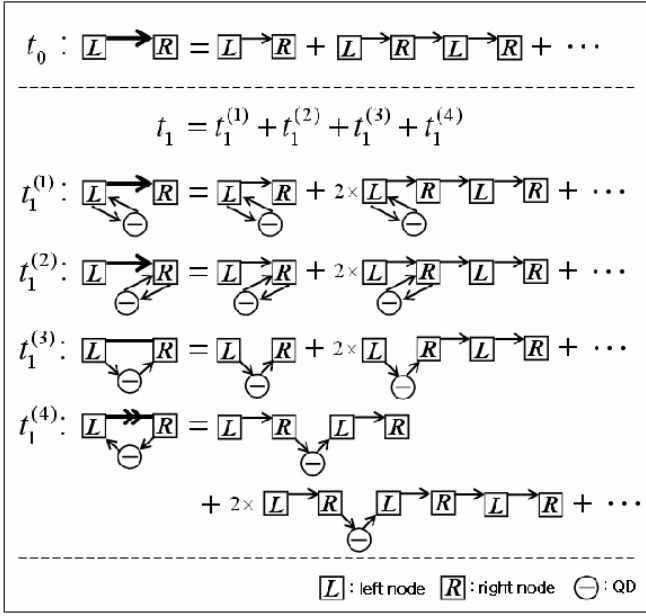 t₀ : L R = L R + L R L R + ···
t₁ = t₁⁽¹⁾ + t₁⁽²⁾ + t₁⁽³⁾ + t₁⁽⁴⁾
t₁⁽¹⁾: L R − = L R − + 2× L R L R − + ···
t₁⁽²⁾: L R − = L R − + 2× L R L R − + ···
t₁⁽³⁾: L R − = L R − + 2× L R L R − + ···
t₁⁽⁴⁾: L R − = L R L R −
+ 2× L R L R L R − + ···
L : left node R : right node − : QD